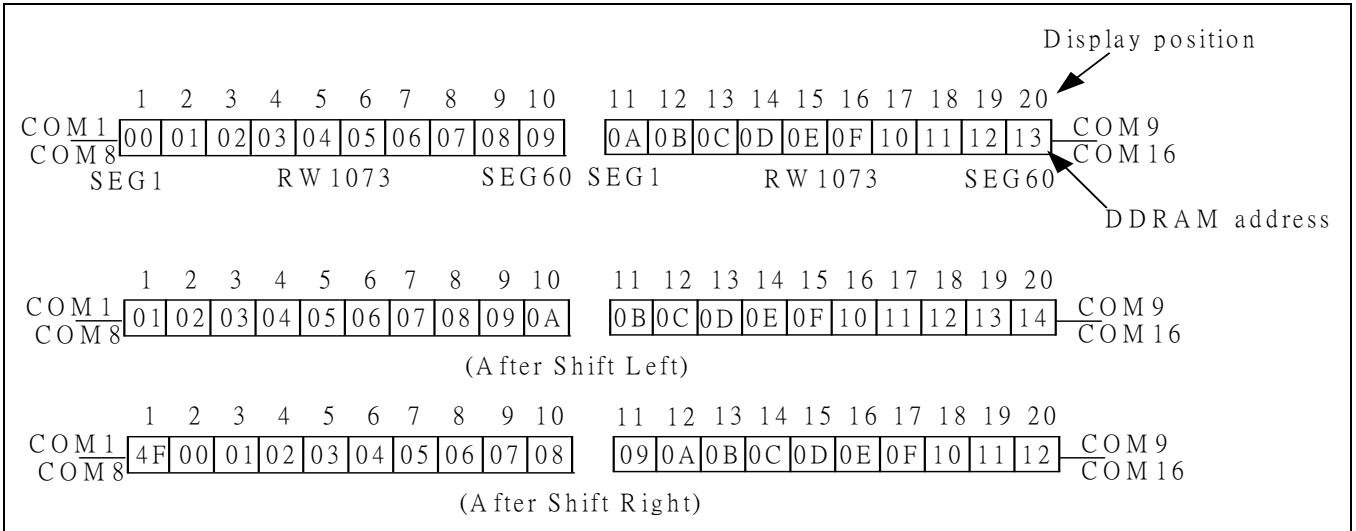 Display position
1 2 3 4 5 6 7 8 9 10 11 12 13 14 15 16 17 18 19 20
COM1 00 01 02 03 04 05 06 07 08 09 0A 0B 0C 0D 0E 0F 10 11 12 13 COM9
COM8 COM16
SEG1 RW1073 SEG60 SEG1 RW1073 SEG60
DDRAM address
1 2 3 4 5 6 7 8 9 10 11 12 13 14 15 16 17 18 19 20
COM1 01 02 03 04 05 06 07 08 09 0A 0B 0C 0D 0E 0F 10 11 12 13 14 COM9
COM8 COM16
(After Shift Left)
1 2 3 4 5 6 7 8 9 10 11 12 13 14 15 16 17 18 19 20
COM1 4F 00 01 02 03 04 05 06 07 08 09 0A 0B 0C 0D 0E 0F 10 11 12 COM9
COM8 COM16
(After Shift Right)